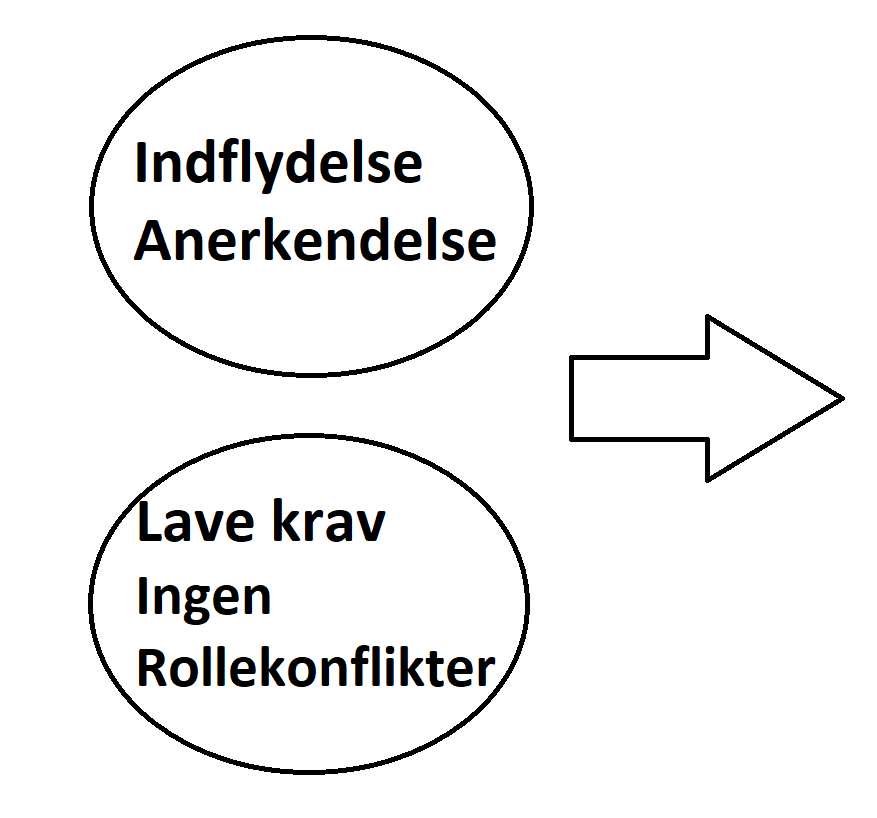 Indflydelse
Anerkendelse
Lave krav
Ingen
Rollekonflikter